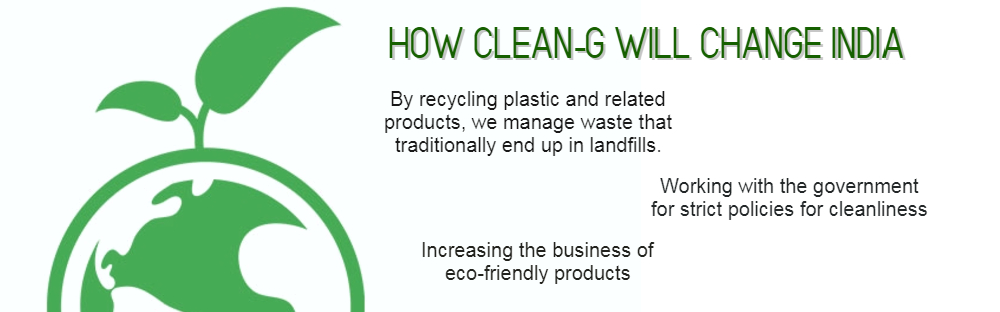 HOW CLEAN-G WILL CHANGE INDIA
By recycling plastic and related
products, we manage waste that
traditionally end up in landfills.
Working with the government
for strict policies for cleanliness
Increasing the business of
eco-friendly products